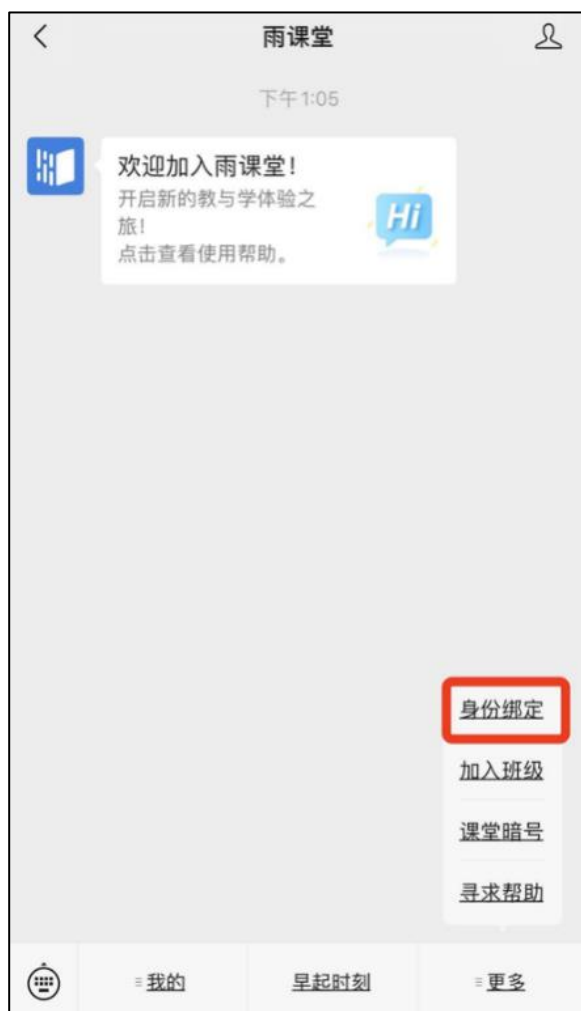 雨课堂
下午1:05
欢迎加入雨课堂！
开启新的教与学体验之
旅！
点击查看使用帮助。
Hi
身份绑定
加入班级
课堂暗号
寻求帮助
我的
早起时刻
更多